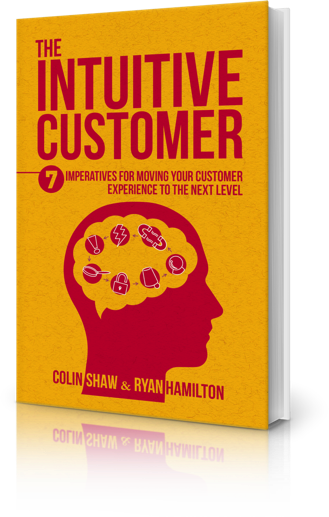 THE
INTUITIVE
CUSTOMER
7 IMPERATIVES FOR MOVING YOUR CUSTOMER
EXPERIENCE TO THE NEXT LEVEL
COLIN SHAW & RYAN HAMILTON